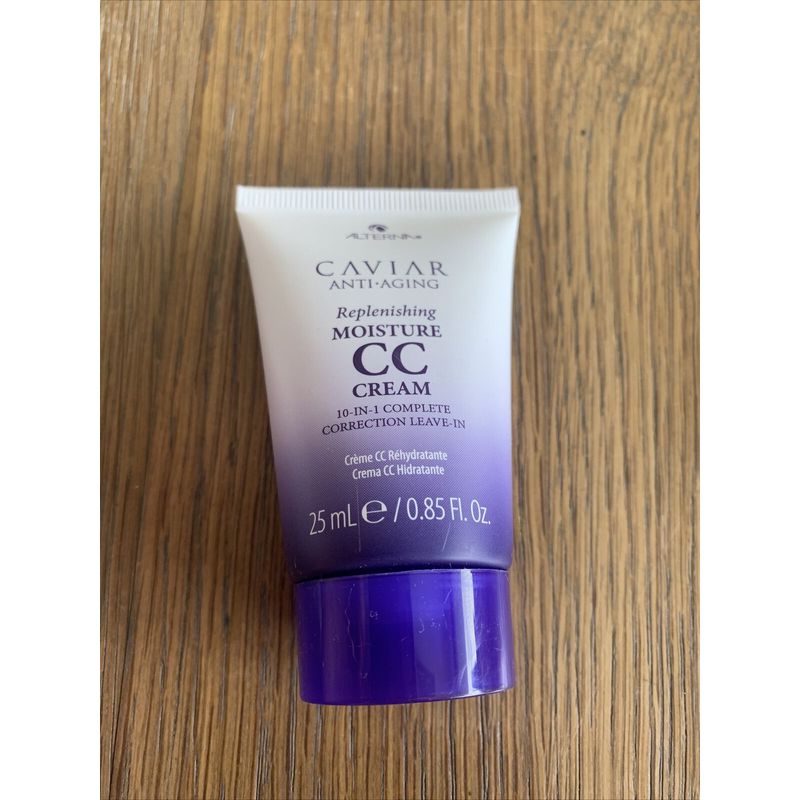 ALTERNA®
CAVIAR
ANTI•AGING
Replenishing
MOISTURE
CC
CREAM
10-IN-1 COMPLETE
CORRECTION LEAVE-IN
Crème CC Réhydratante
Crema CC Hidratante
25 mL ℮ / 0.85 Fl. Oz.